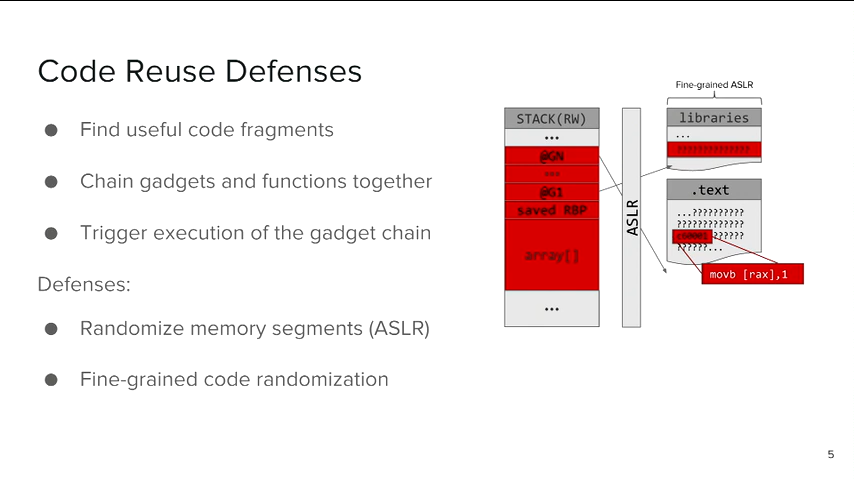 Code Reuse Defenses
● Find useful code fragments
● Chain gadgets and functions together
● Trigger execution of the gadget chain
Defenses:
● Randomize memory segments (ASLR)
● Fine-grained code randomization
Fine-grained ASLR
STACK(RW)
...
@GN
...
@G1
saved RBP
array[]
...
ASLR
libraries
...
??????????????
.text
...??????????
?????????????
??????
??????...
movb [rax],1
5